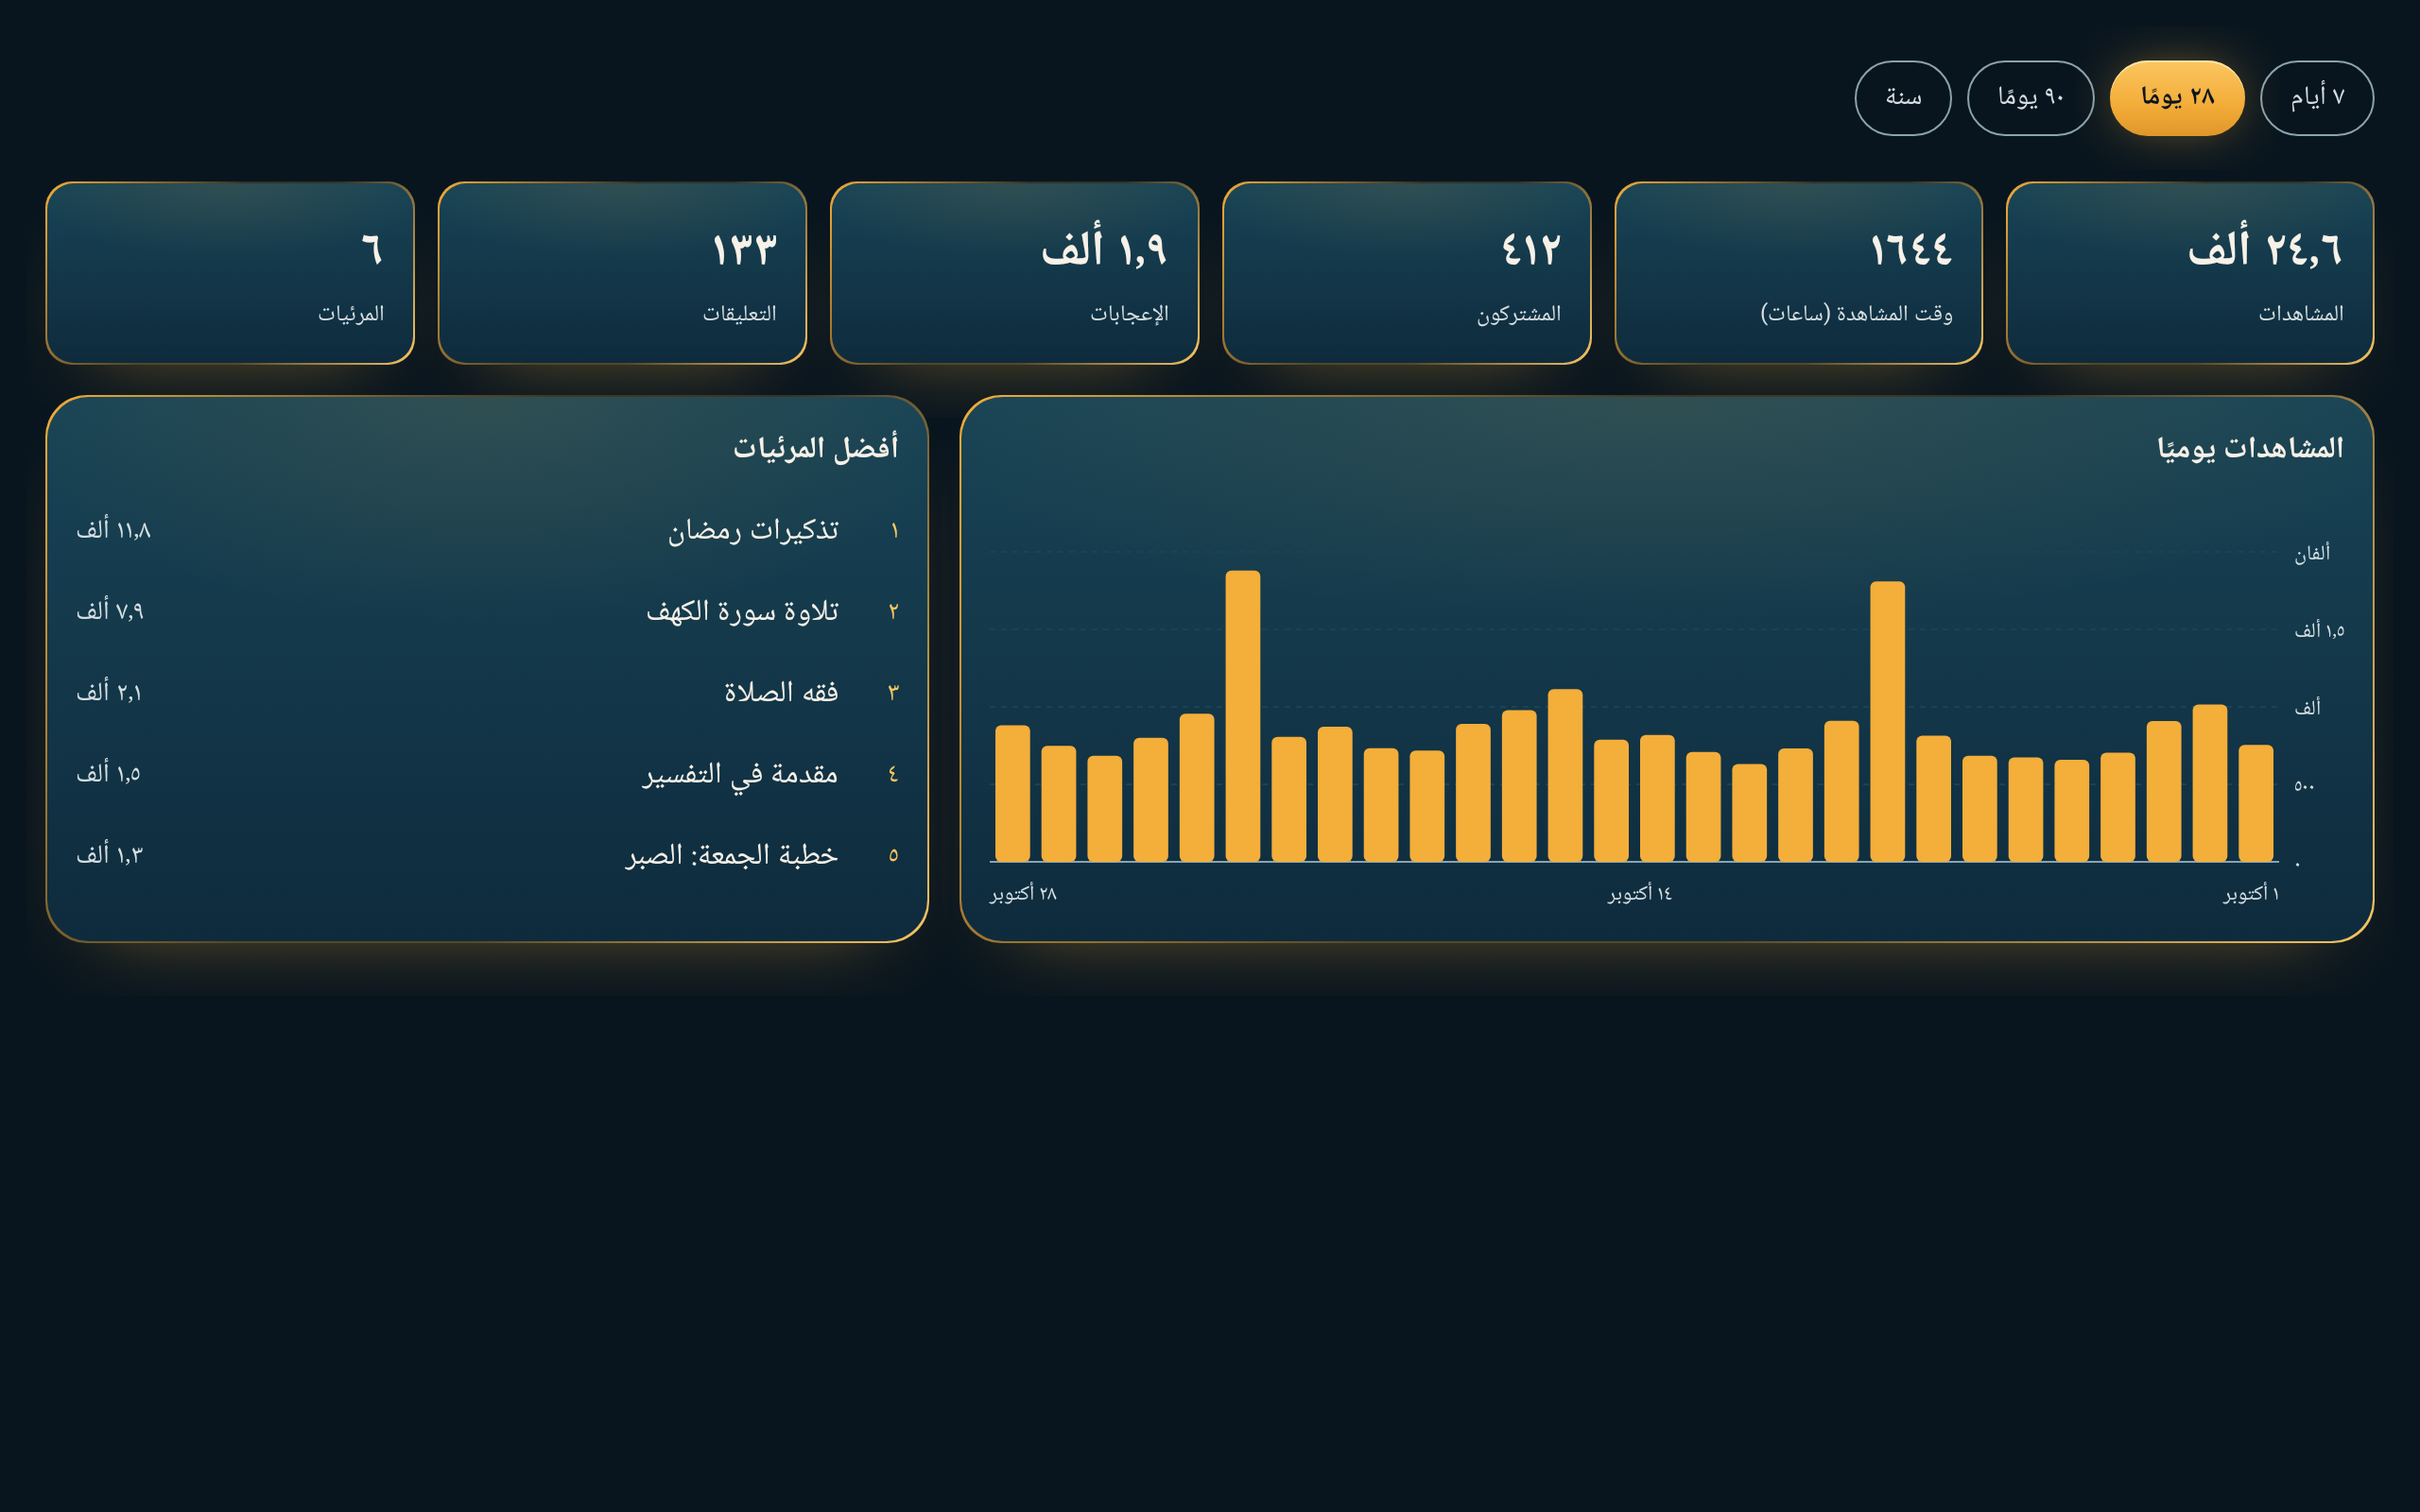 ٧ أيام
٢٨ يومًا
٩٠ يومًا
سنة
٢٤,٦ ألف
المشاهدات
١٦٤٤
وقت المشاهدة (ساعات)
٤١٢
المشتركون
١,٩ ألف
الإعجابات
١٣٣
التعليقات
٦
المرئيات
المشاهدات يوميًا
ألفان
١,٥ ألف
ألف
٥٠٠
٠
١ أكتوبر
١٤ أكتوبر
٢٨ أكتوبر
أفضل المرئيات
١ تذكيرات رمضان ١١,٨ ألف
٢ تلاوة سورة الكهف ٧,٩ ألف
٣ فقه الصلاة ٢,١ ألف
٤ مقدمة في التفسير ١,٥ ألف
٥ خطبة الجمعة: الصبر ١,٣ ألف